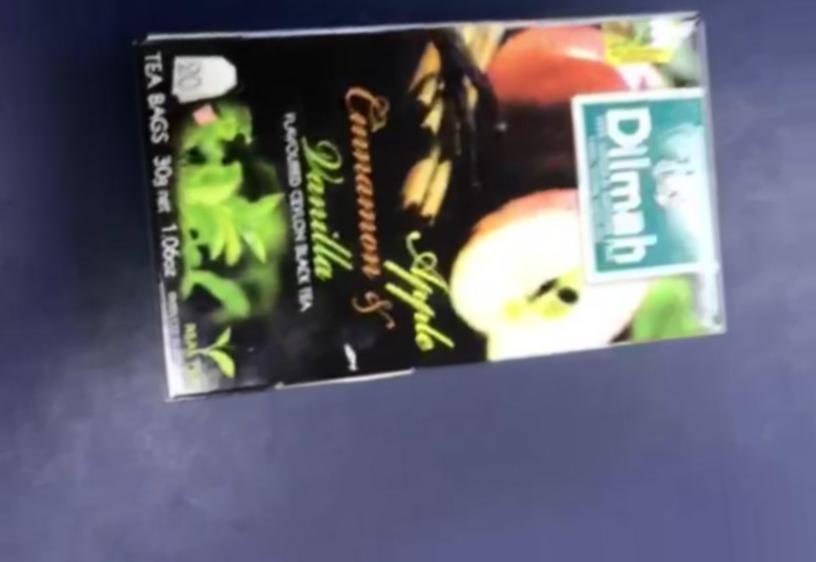 Dilmah
Apple
Cinnamon &
Vanilla
FLAVOURED CEYLON BLACK TEA
20
TEA BAGS 30g net 1.06oz